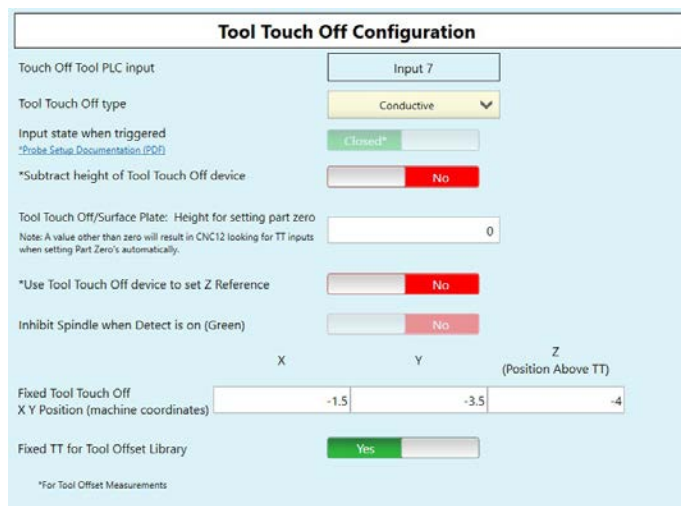 Tool Touch Off Configuration
Touch Off Tool PLC input
Input 7
Tool Touch Off type
Conductive
Input state when triggered
Closed*
*Probe Setup Documentation (PDF)
*Subtract height of Tool Touch Off device
No
Tool Touch Off/Surface Plate: Height for setting part zero
0
Note: A value other than zero will result in CNC12 looking for TT inputs
when setting Part Zero's automatically.
*Use Tool Touch Off device to set Z Reference
No
Inhibit Spindle when Detect is on (Green)
No
X Y Z
(Position Above TT)
Fixed Tool Touch Off
X Y Position (machine coordinates)
-1.5 -3.5 -4
Fixed TT for Tool Offset Library
Yes
*For Tool Offset Measurements